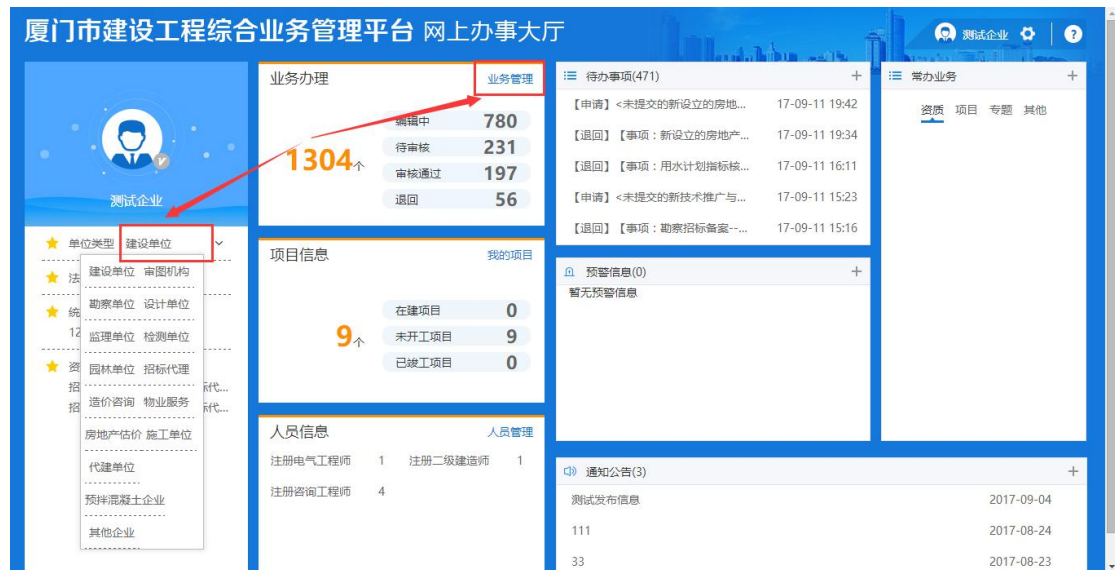 厦门市建设工程综合业务管理平台 网上办事大厅
测试企业
?
测试企业
单位类型 建设单位
建设单位 审图机构
法
勘察单位 设计单位
统
12
监理单位 检测单位
园林单位 招标代理
资
招
标代...
造价咨询 物业服务
招
标代...
房地产估价 施工单位
代建单位
预拌混凝土企业
其他企业
业务办理 业务管理
1304个
编辑中 780
待审核 231
审核通过 197
退回 56
项目信息 我的项目
9个
在建项目 0
未开工项目 9
已竣工项目 0
人员信息 人员管理
注册电气工程师 1 注册二级建造师 1
注册咨询工程师 4
待办事项(471) +
【申请】<未提交的新设立的房地... 17-09-11 19:42
【退回】【事项：新设立的房地产... 17-09-11 19:34
【退回】【事项：用水计划指标核... 17-09-11 16:11
【申请】<未提交的新技术推广与... 17-09-11 15:23
【退回】【事项：勘察招标备案--... 17-09-11 15:16
预警信息(0) +
暂无预警信息
常办业务 +
资质 项目 专题 其他
通知公告(3) +
测试发布信息 2017-09-04
111 2017-08-24
33 2017-08-23